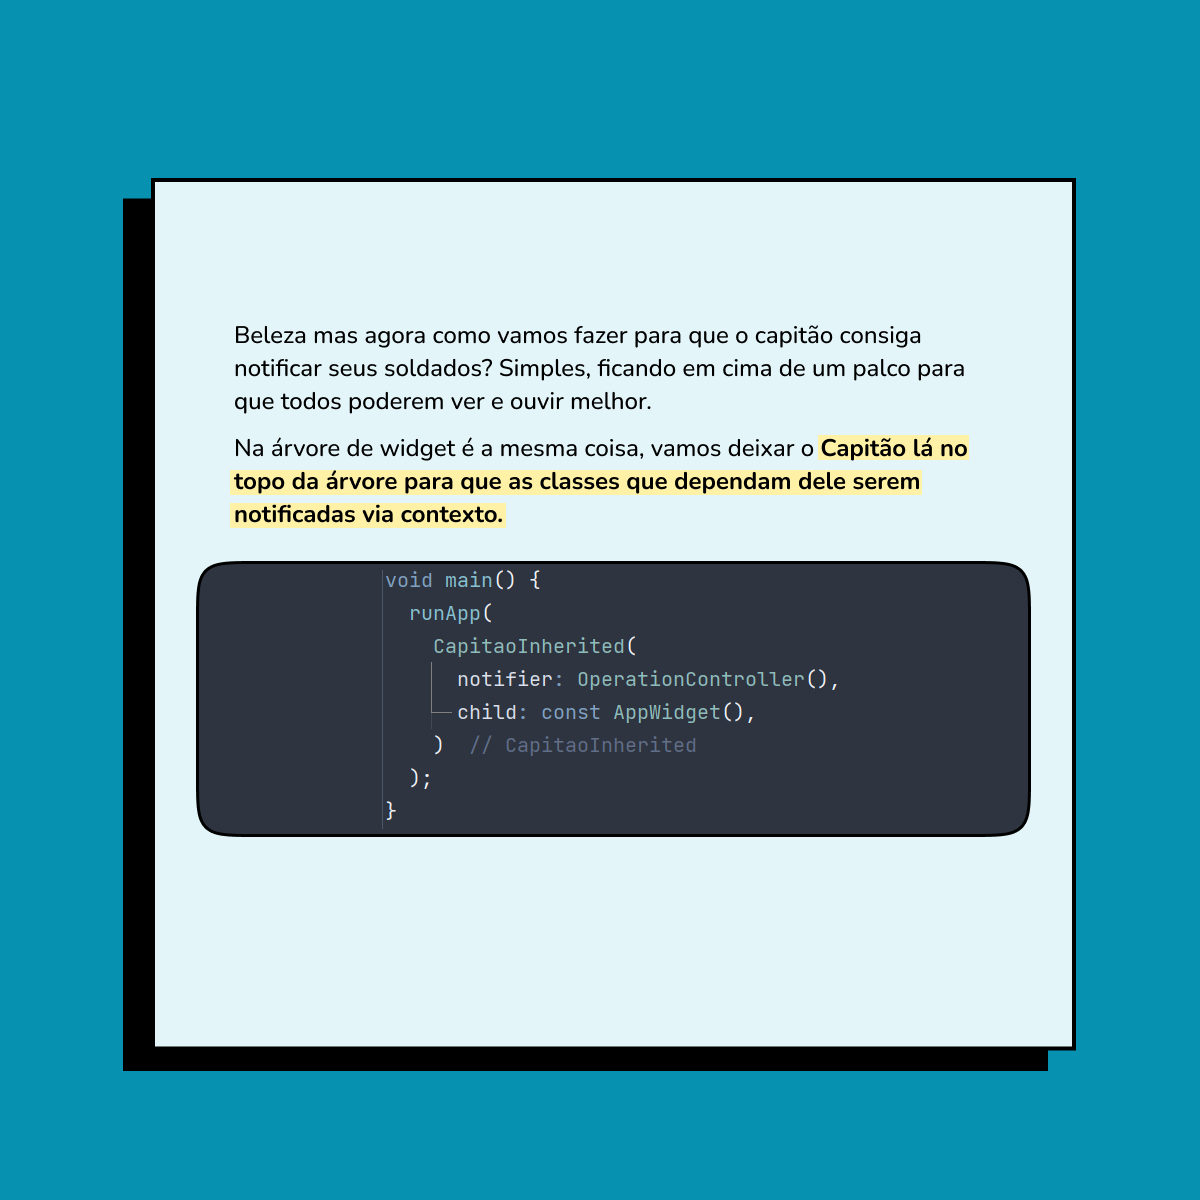 Beleza mas agora como vamos fazer para que o capitão consiga
notificar seus soldados? Simples, ficando em cima de um palco para
que todos poderem ver e ouvir melhor.
Na árvore de widget é a mesma coisa, vamos deixar o Capitão lá no
topo da árvore para que as classes que dependam dele serem
notificadas via contexto.
void main() {
  runApp(
    CapitaoInherited(
      notifier: OperationController(),
      child: const AppWidget(),
    )  // CapitaoInherited
  );
}